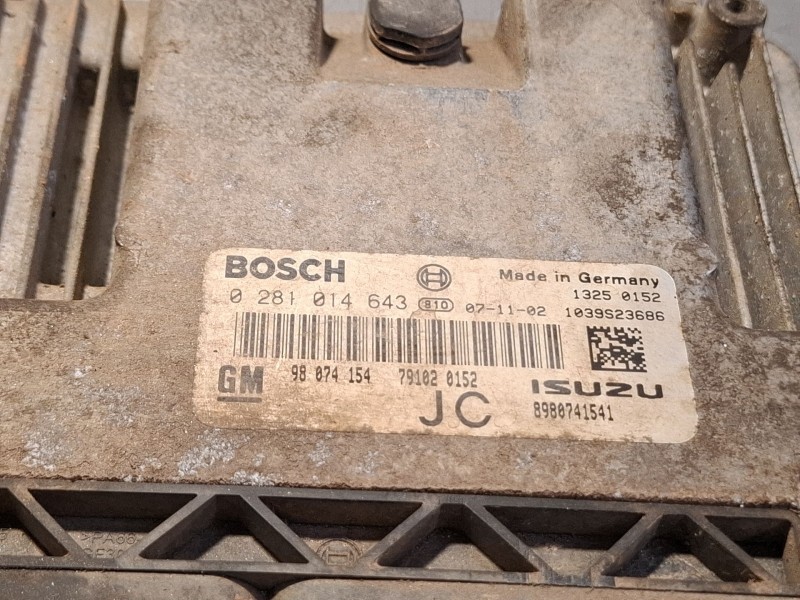 BOSCH
Made in Germany
0 281 014 643 810 07-11-02
1325 0152
1039S23686
GM 98 074 154 79102 0152
JC
ISUZU
8980741541